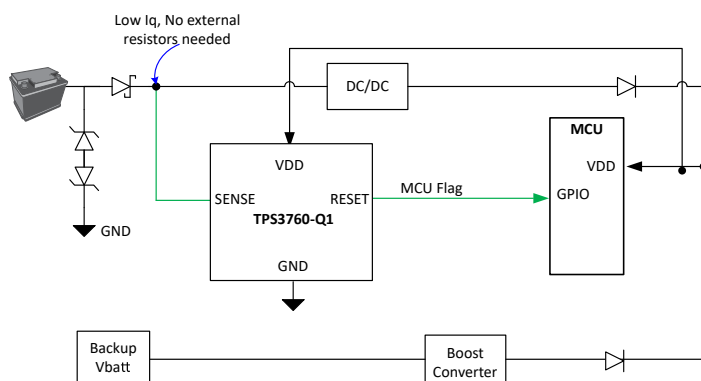 Low Iq, No external
resistors needed
DC/DC
MCU
VDD
VDD
SENSE
RESET
MCU Flag
GPIO
TPS3760-Q1
GND
GND
Backup
Vbatt
Boost
Converter